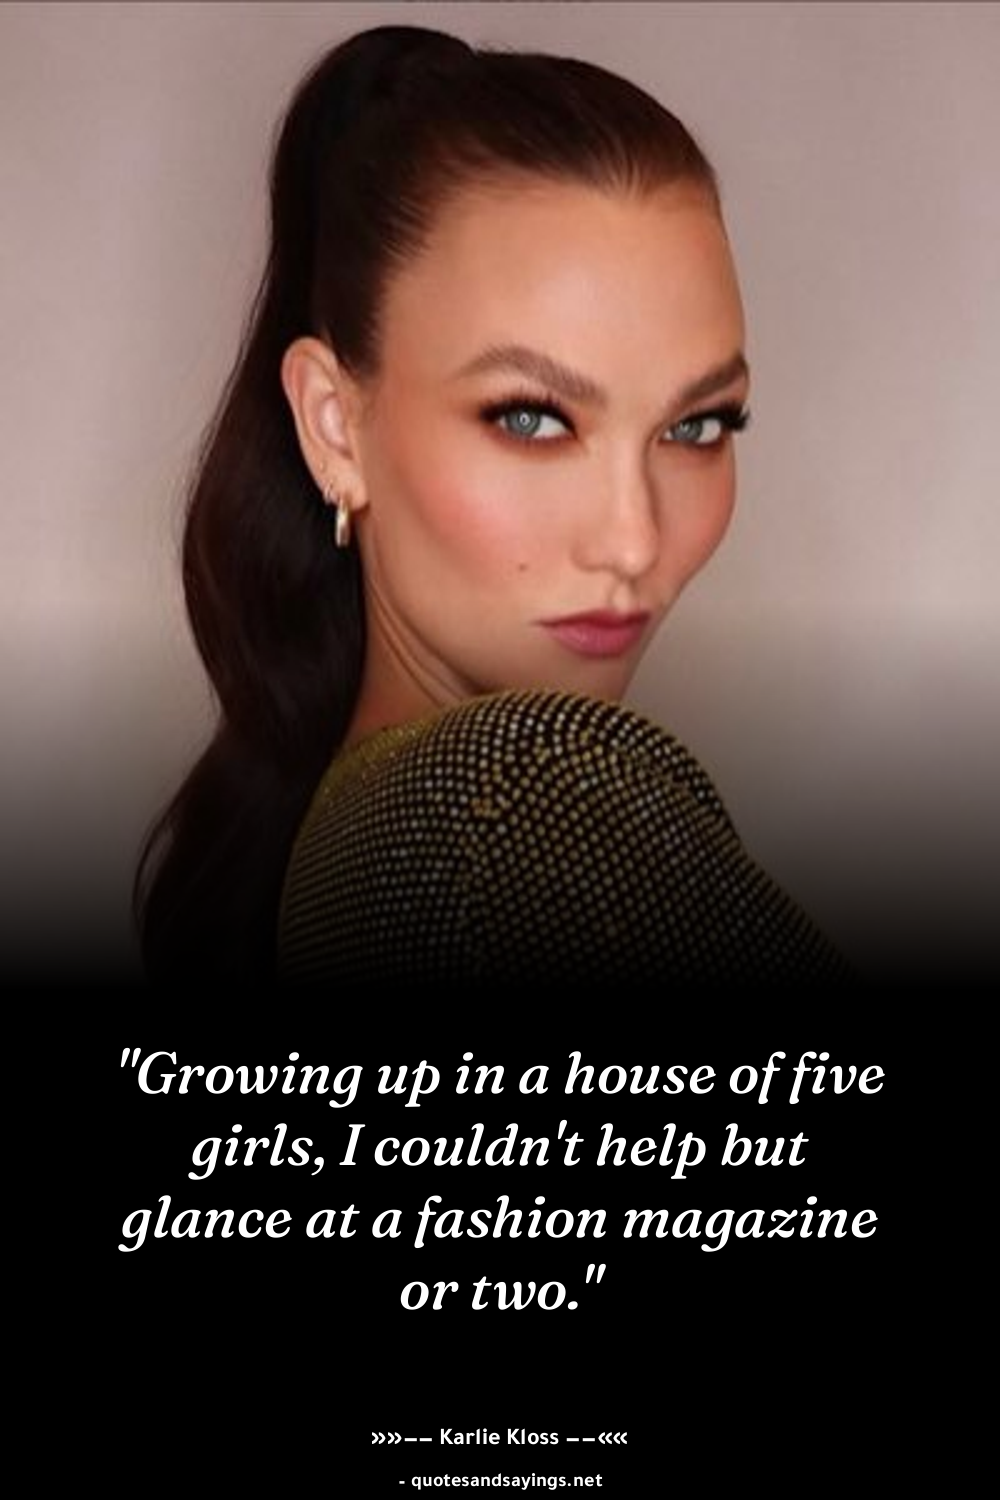 "Growing up in a house of five
girls, I couldn't help but
glance at a fashion magazine
or two."
»»–– Karlie Kloss ––««
- quotesandsayings.net